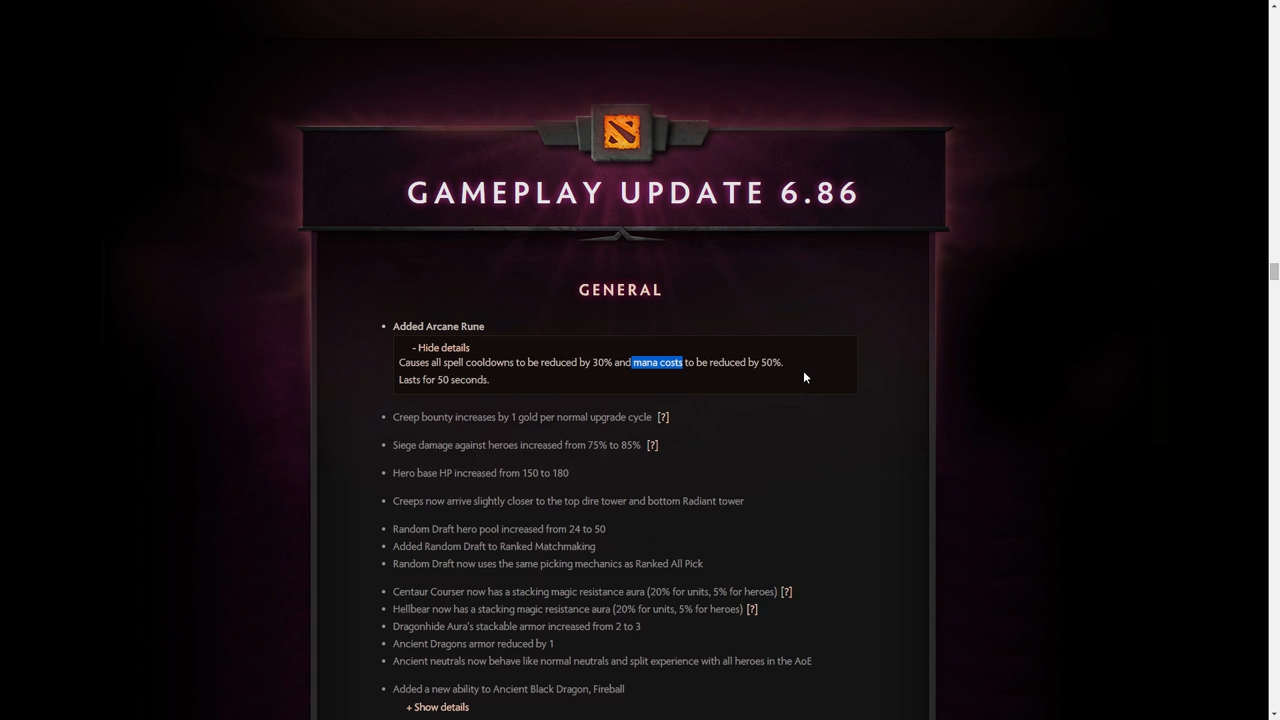 GAMEPLAY UPDATE 6.86
GENERAL
• Added Arcane Rune
- Hide details
Causes all spell cooldowns to be reduced by 30% and mana costs to be reduced by 50%.
Lasts for 50 seconds.
• Creep bounty increases by 1 gold per normal upgrade cycle [?]
• Siege damage against heroes increased from 75% to 85% [?]
• Hero base HP increased from 150 to 180
• Creeps now arrive slightly closer to the top dire tower and bottom Radiant tower
• Random Draft hero pool increased from 24 to 50
• Added Random Draft to Ranked Matchmaking
• Random Draft now uses the same picking mechanics as Ranked All Pick
• Centaur Courser now has a stacking magic resistance aura (20% for units, 5% for heroes) [?]
• Hellbear now has a stacking magic resistance aura (20% for units, 5% for heroes) [?]
• Dragonhide Aura's stackable armor increased from 2 to 3
• Ancient Dragons armor reduced by 1
• Ancient neutrals now behave like normal neutrals and split experience with all heroes in the AoE
• Added a new ability to Ancient Black Dragon, Fireball
+ Show details